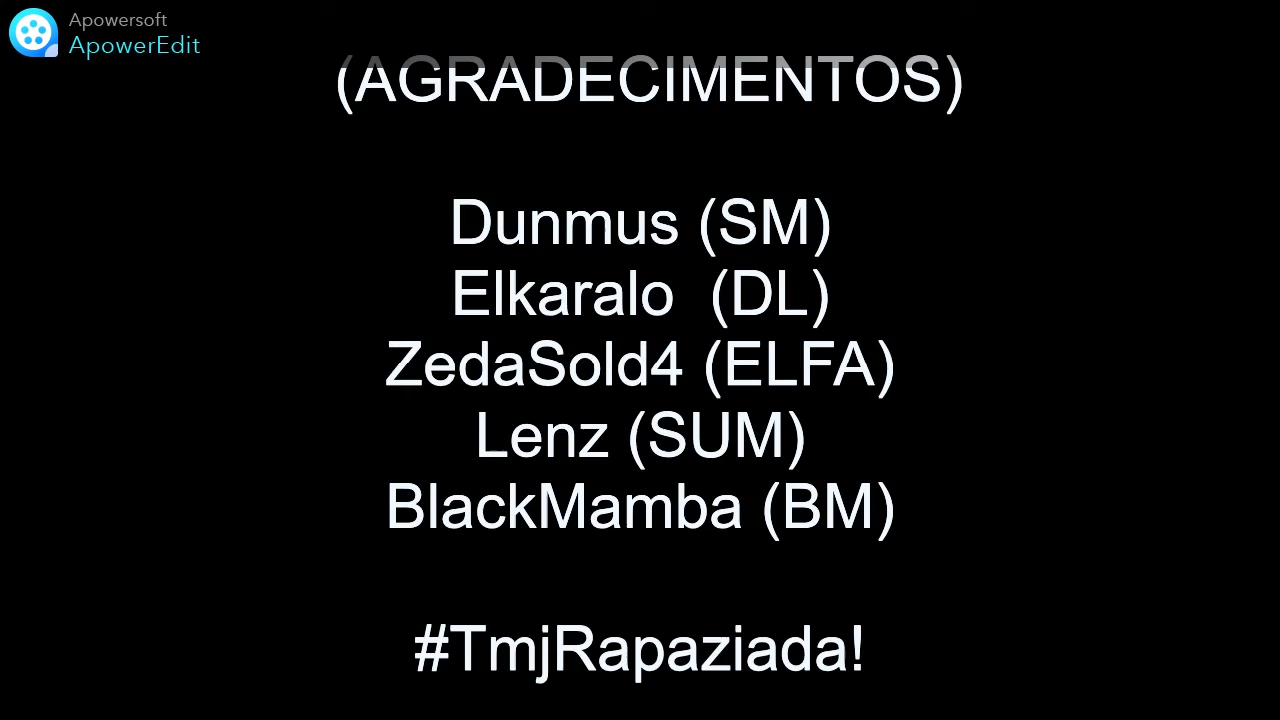 Apowersoft
ApowerEdit
(AGRADECIMENTOS)
Dunmus (SM)
Elkaralo (DL)
ZedaSold4 (ELFA)
Lenz (SUM)
BlackMamba (BM)
#TmjRapaziada!